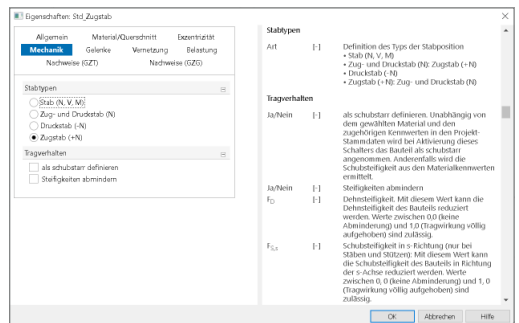 Eigenschaften: Std_Zugstab
Allgemein Material/Querschnitt Exzentrizität
Mechanik Gelenke Vernetzung Belastung
Nachweise (GZT) Nachweise (GZG)
Stabtypen
Stab (N, V, M)
Zug- und Druckstab (N)
Druckstab (-N)
Zugstab (+N)
Tragverhalten
als schubstarr definieren
Steifigkeiten abmindern
Stabtypen
Art [-] Definition des Typs der Stabposition
• Stab (N, V, M)
• Zug- und Druckstab (N): Zugstab (+N)
• Druckstab (-N)
• Zugstab (+N): Zug- und Druckstab (N)
Tragverhalten
Ja/Nein [-] als schubstarr definieren. Unabhängig von
dem gewählten Material und den
zugehörigen Kennwerten in den Projekt-
Stammdaten wird bei Aktivierung dieses
Schalters das Bauteil als schubstarr
angenommen. Anderenfalls wird die
Schubsteifigkeit aus den Materialkennwerten
ermittelt.
Ja/Nein [-] Steifigkeiten abmindern
FD [-] Dehnsteifigkeit. Mit diesem Wert kann die
Dehnsteifigkeit des Bauteils reduziert
werden. Werte zwischen 0,0 (keine
Abminderung) und 1,0 (Tragwirkung völlig
aufgehoben) sind zulässig.
FS,s [-] Schubsteifigkeit in s-Richtung (nur bei
Stäben und Stützen): Mit diesem Wert kann
die Schubsteifigkeit des Bauteils in Richtung
der s-Achse reduziert werden. Werte
zwischen 0, 0 (keine Abminderung) und 1, 0
(Tragwirkung völlig aufgehoben) sind
zulässig.
OK Abbrechen Hilfe